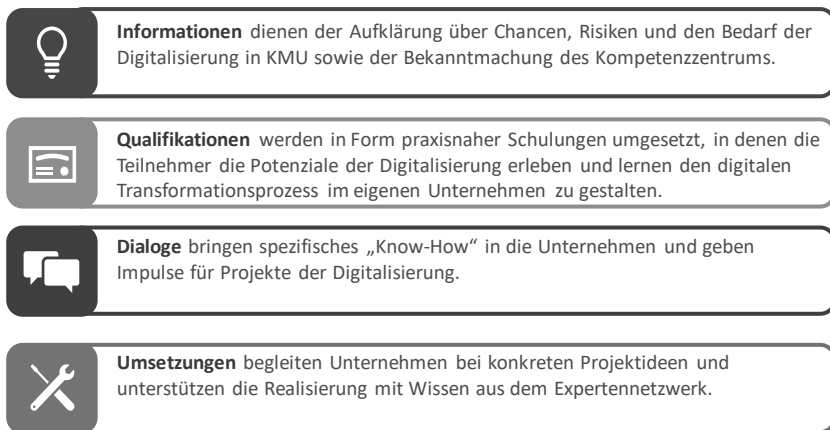 Informationen dienen der Aufklärung über Chancen, Risiken und den Bedarf der
Digitalisierung in KMU sowie der Bekanntmachung des Kompetenzzentrums.
Qualifikationen werden in Form praxisnaher Schulungen umgesetzt, in denen die
Teilnehmer die Potenziale der Digitalisierung erleben und lernen den digitalen
Transformationsprozess im eigenen Unternehmen zu gestalten.
Dialoge bringen spezifisches „Know-How“ in die Unternehmen und geben
Impulse für Projekte der Digitalisierung.
Umsetzungen begleiten Unternehmen bei konkreten Projektideen und
unterstützen die Realisierung mit Wissen aus dem Expertennetzwerk.